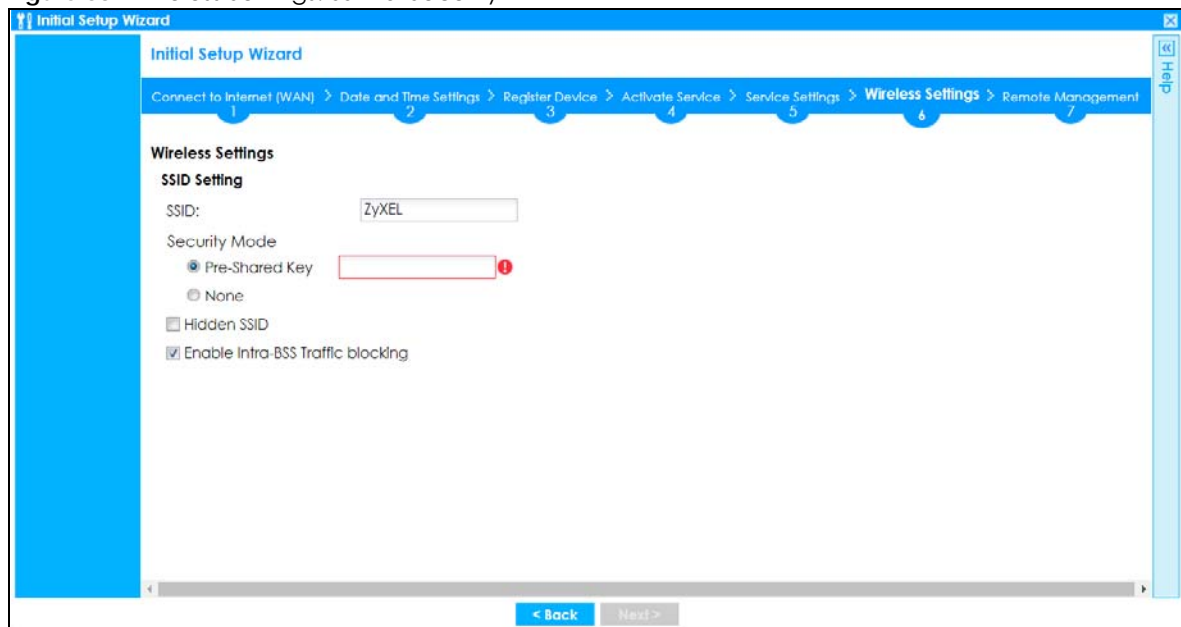 Initial Setup Wizard
Help
Initial Setup Wizard
Connect to Internet (WAN) > Date and Time Settings > Register Device > Activate Service > Service Settings > Wireless Settings > Remote Management
1 2 3 4 5 6 7
Wireless Settings
SSID Setting
SSID: ZyXEL
Security Mode
Pre-Shared Key
None
Hidden SSID
Enable Intra-BSS Traffic blocking
< Back Next >